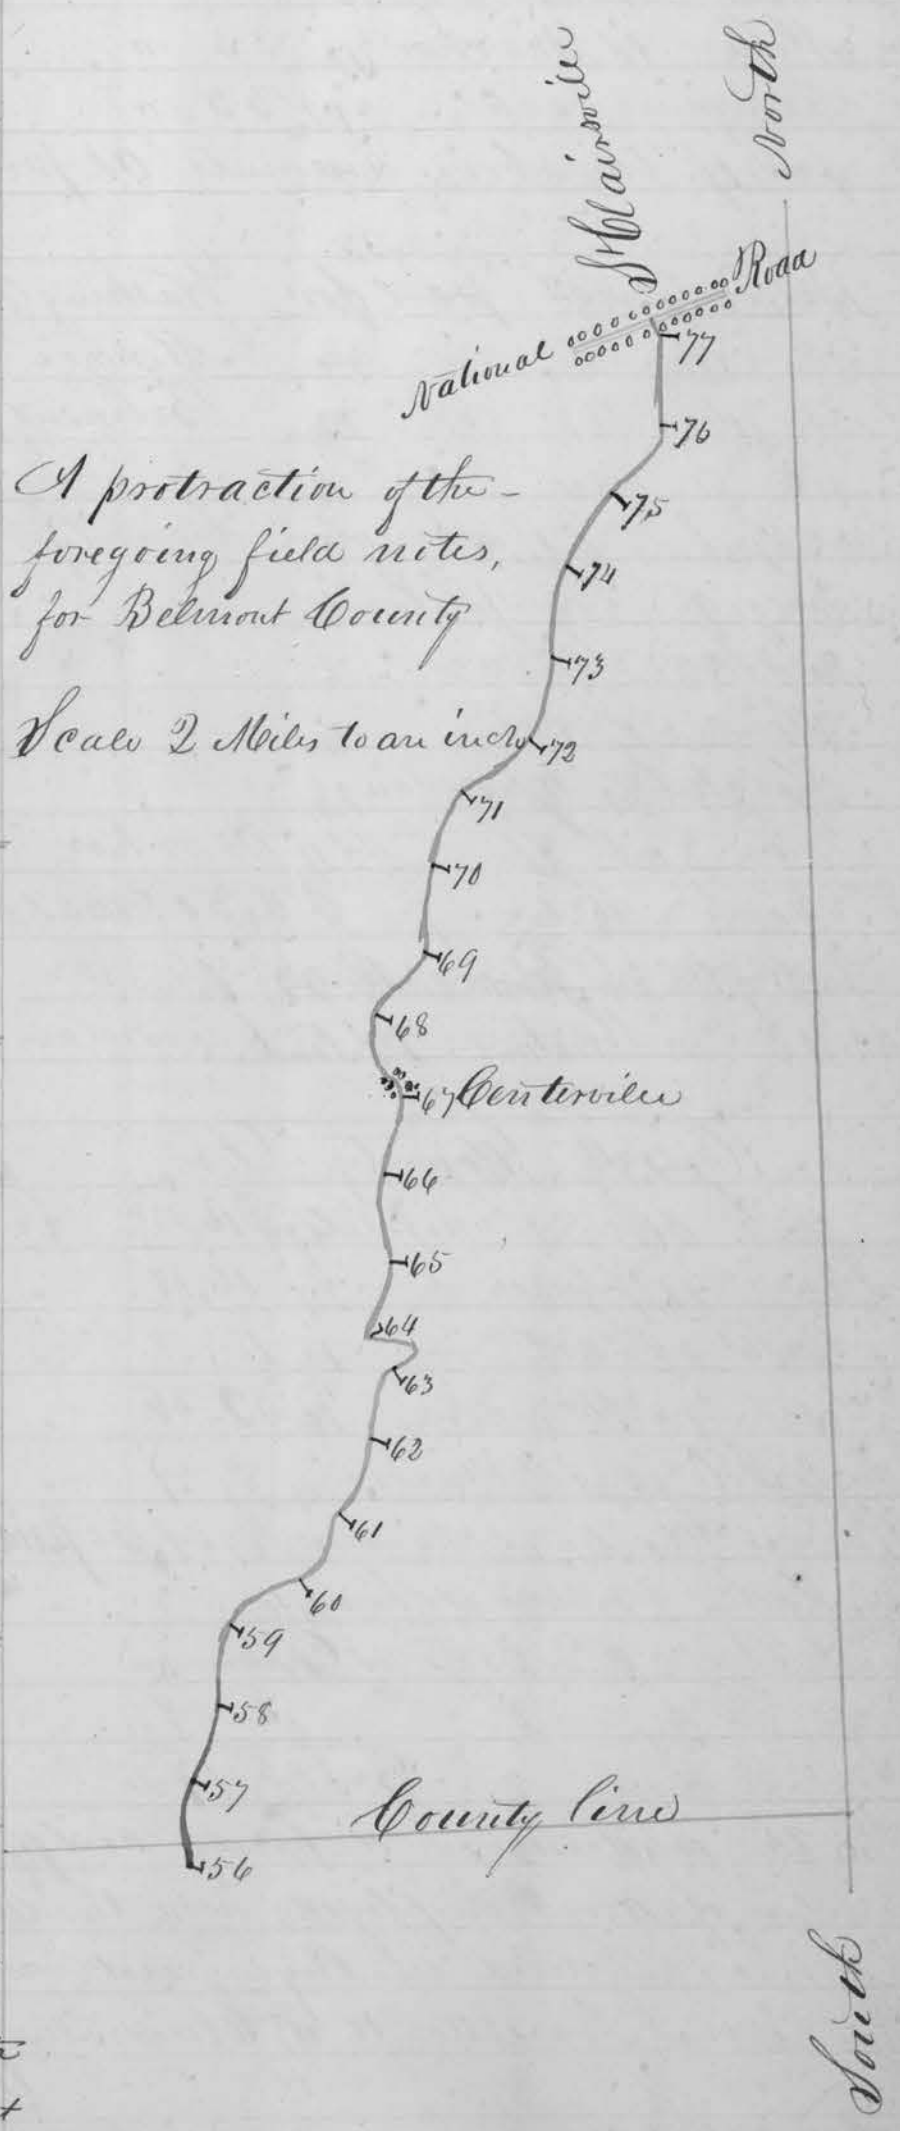 North
St Clairsville
National Road
77
76
A protraction of the -
75
foregoing field notes,
74
for Belmont County
73
Scale 2 Miles to an inch
72
71
70
69
68
67 Centerville
66
65
64
63
62
61
60
59
58
57
County line
56
South